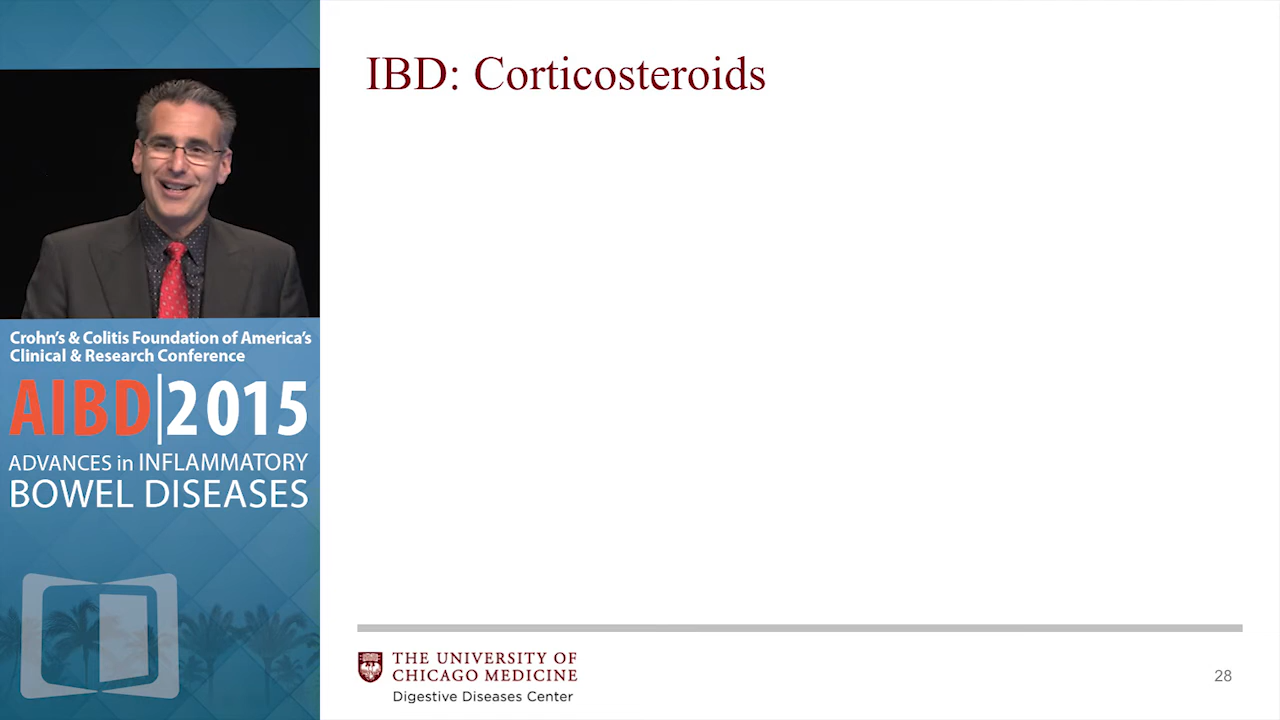 IBD: Corticosteroids
Crohn's & Colitis Foundation of America's
Clinical & Research Conference
AIBD|2015
ADVANCES in INFLAMMATORY
BOWEL DISEASES
THE UNIVERSITY OF
CHICAGO MEDICINE
Digestive Diseases Center
28